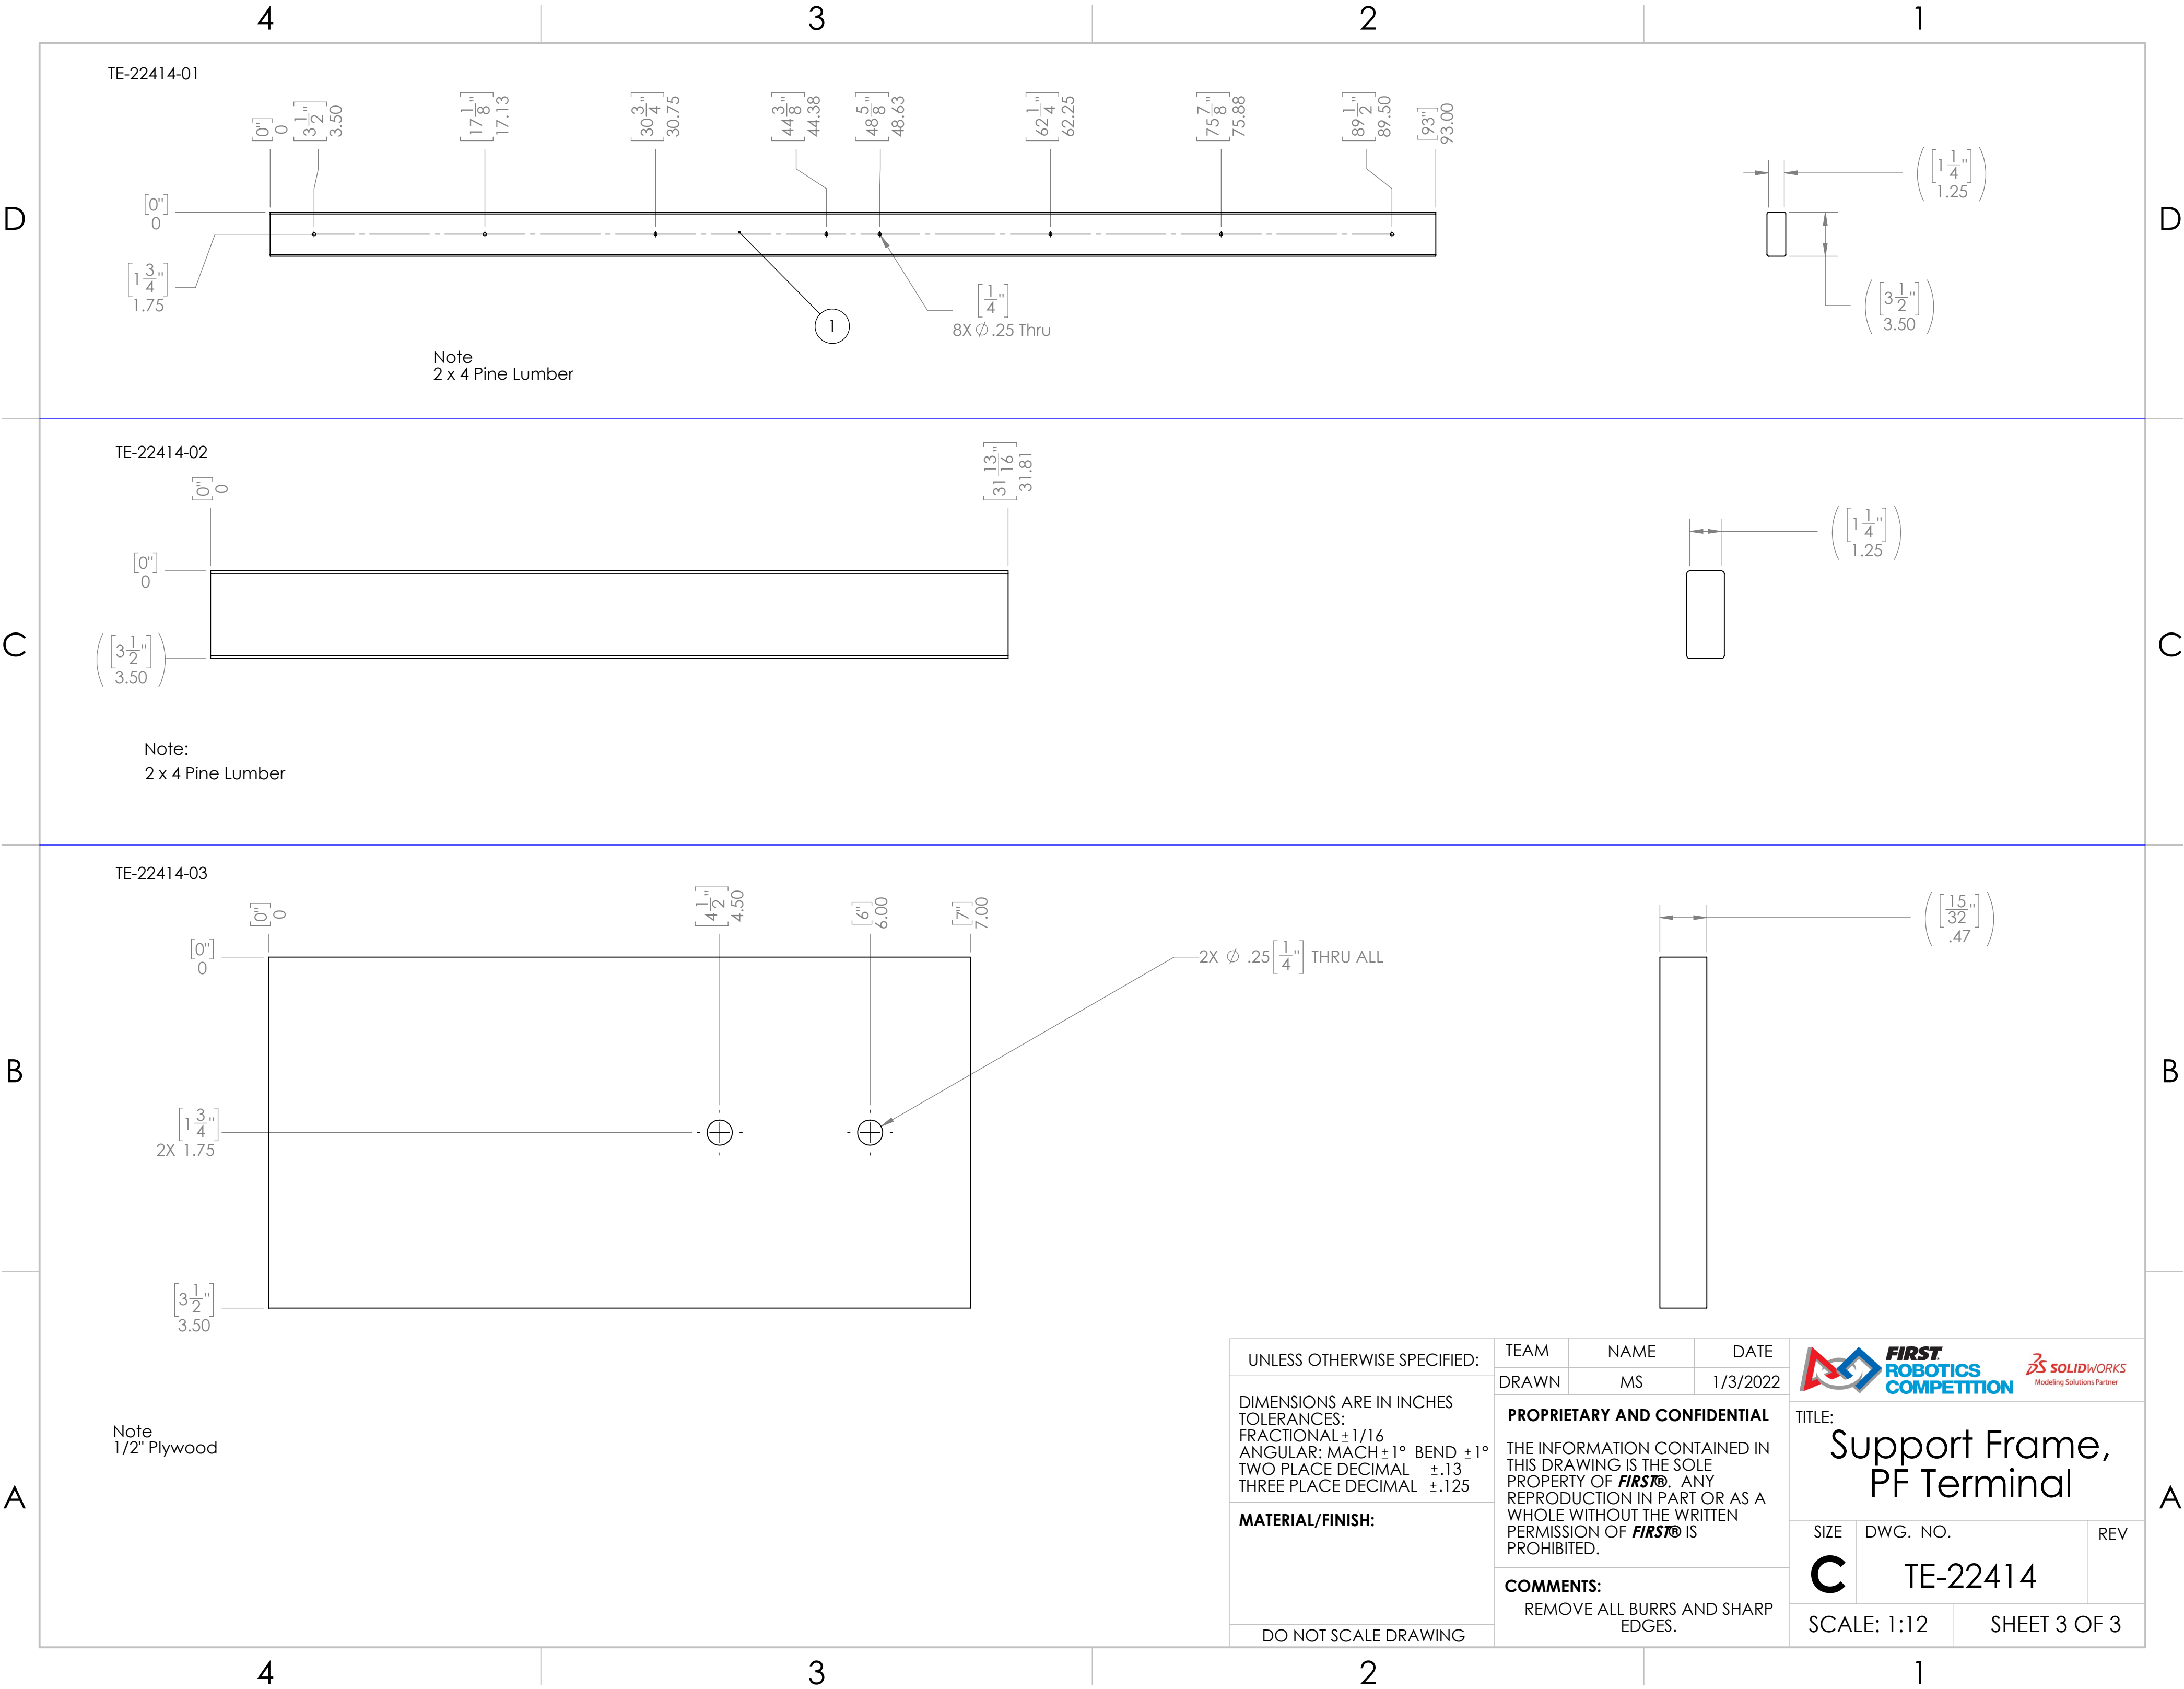 4 3 2 1
TE-22414-01
[0"]
0
[3 1/2"]
3.50
[17 1/8"]
17.13
[30 3/4"]
30.75
[44 3/8"]
44.38
[48 5/8"]
48.63
[62 1/4"]
62.25
[75 7/8"]
75.88
[89 1/2"]
89.50
[93"]
93.00
([1 1/4"]
1.25)
[0"]
0
D D
[1 3/4"]
1.75
[1/4"]
8X Ø .25 Thru
1
([3 1/2"]
3.50)
Note
2 x 4 Pine Lumber
TE-22414-02
[0"]
0
[31 13/16"]
31.81
([1 1/4"]
1.25)
[0"]
0
C C
([3 1/2"]
3.50)
Note:
2 x 4 Pine Lumber
TE-22414-03
[0"]
0
[4 1/2"]
4.50
[6"]
6.00
[7"]
7.00
([15/32"]
.47)
[0"]
0
2X Ø .25 [1/4"] THRU ALL
B B
[1 3/4"]
2X 1.75
[3 1/2"]
3.50
Note
1/2" Plywood
A A
UNLESS OTHERWISE SPECIFIED:
DIMENSIONS ARE IN INCHES
TOLERANCES:
FRACTIONAL ±1/16
ANGULAR: MACH ±1° BEND ±1°
TWO PLACE DECIMAL ±.13
THREE PLACE DECIMAL ±.125
MATERIAL/FINISH:
DO NOT SCALE DRAWING
TEAM NAME DATE
DRAWN MS 1/3/2022
PROPRIETARY AND CONFIDENTIAL
THE INFORMATION CONTAINED IN
THIS DRAWING IS THE SOLE
PROPERTY OF FIRST®. ANY
REPRODUCTION IN PART OR AS A
WHOLE WITHOUT THE WRITTEN
PERMISSION OF FIRST® IS
PROHIBITED.
COMMENTS:
REMOVE ALL BURRS AND SHARP
EDGES.
FIRST
ROBOTICS
COMPETITION
SOLIDWORKS
Modeling Solutions Partner
TITLE:
Support Frame,
PF Terminal
SIZE DWG. NO. REV
C TE-22414
SCALE: 1:12 SHEET 3 OF 3
4 3 2 1